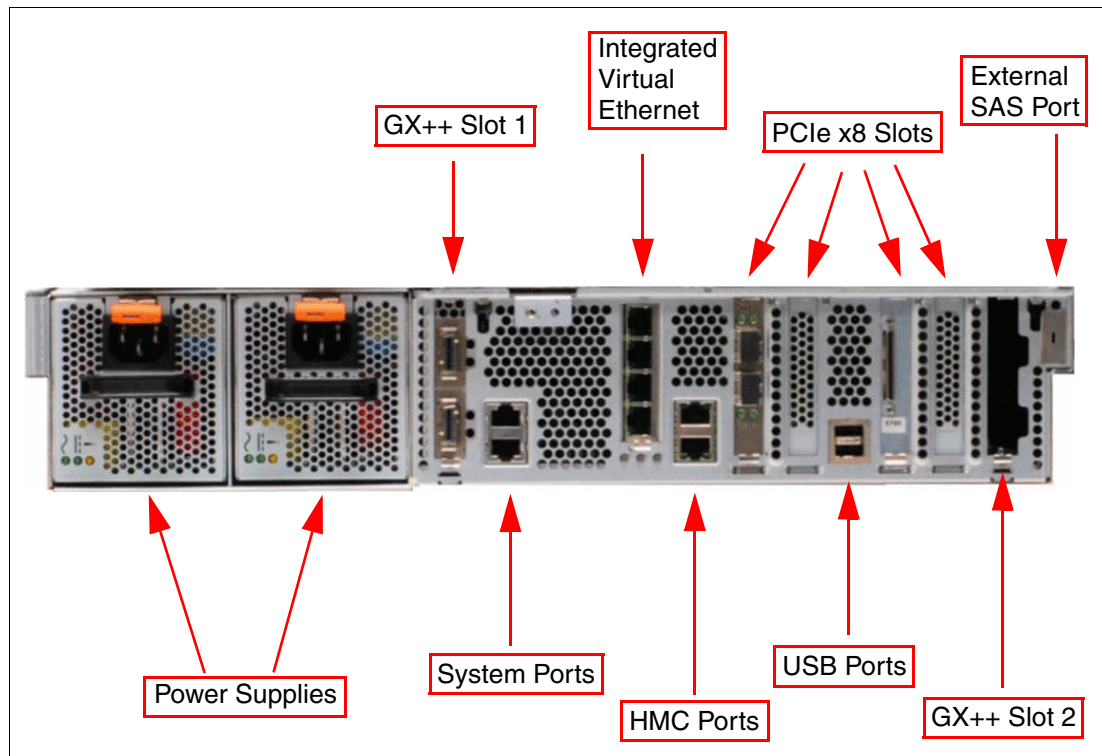 Integrated
Virtual
Ethernet
External
SAS Port
GX++ Slot 1
PCIe x8 Slots
System Ports
USB Ports
Power Supplies
HMC Ports
GX++ Slot 2